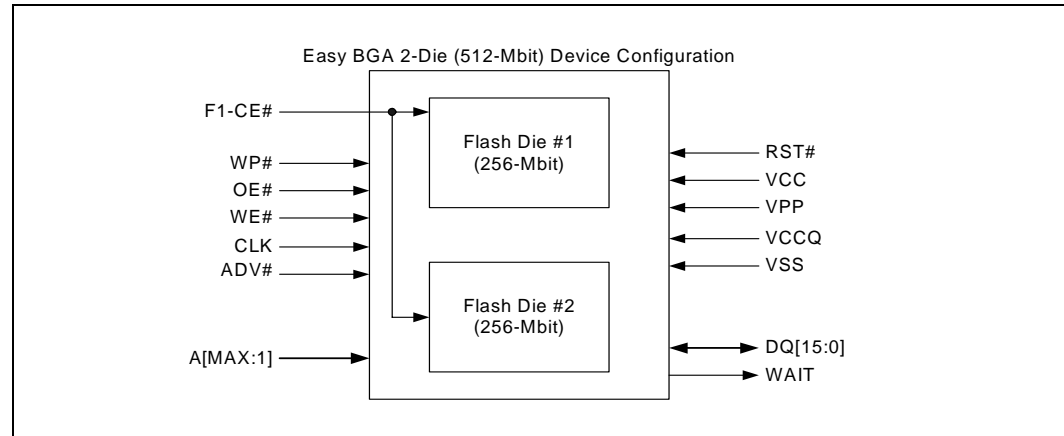 Easy BGA 2-Die (512-Mbit) Device Configuration
F1-CE#
WP#
OE#
WE#
CLK
ADV#
A[MAX:1]
Flash Die #1
(256-Mbit)
Flash Die #2
(256-Mbit)
RST#
VCC
VPP
VCCQ
VSS
DQ[15:0]
WAIT